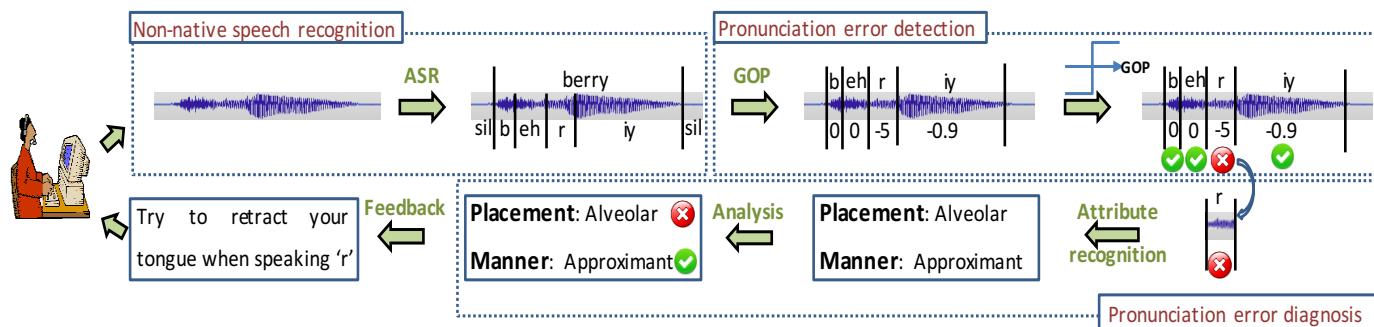 Non-native speech recognition
Pronunciation error detection
ASR
berry
sil b eh r iy sil
GOP
b eh r iy
0 0 -5 -0.9
GOP
b eh r iy
0 0 -5 -0.9
Try to retract your
tongue when speaking ‘r’
Feedback
Placement: Alveolar
Manner: Approximant
Analysis
Placement: Alveolar
Manner: Approximant
Attribute
recognition
r
Pronunciation error diagnosis